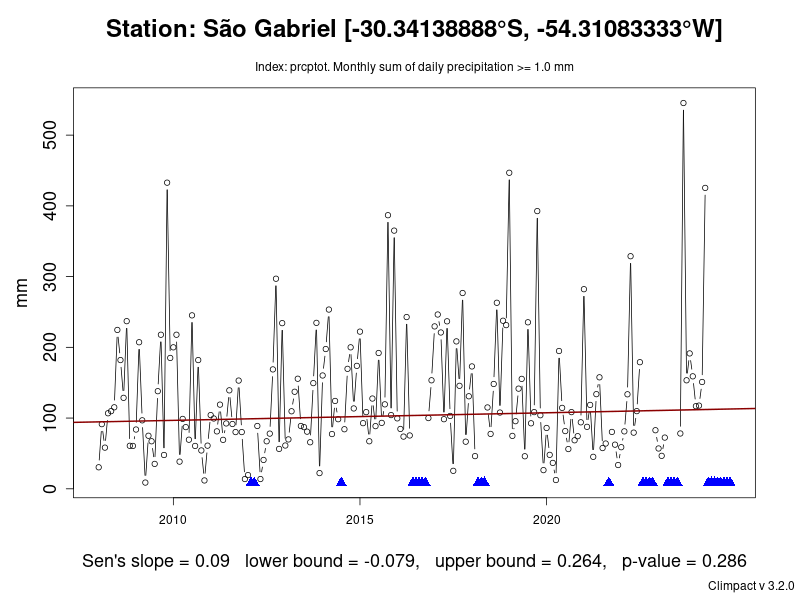 Station: São Gabriel [-30.34138888°S, -54.31083333°W]
Index: prcptot. Monthly sum of daily precipitation >= 1.0 mm
500
400
300
200
100
0
mm
2010 2015 2020
Sen's slope = 0.09 lower bound = -0.079, upper bound = 0.264, p-value = 0.286
Climpact v 3.2.0